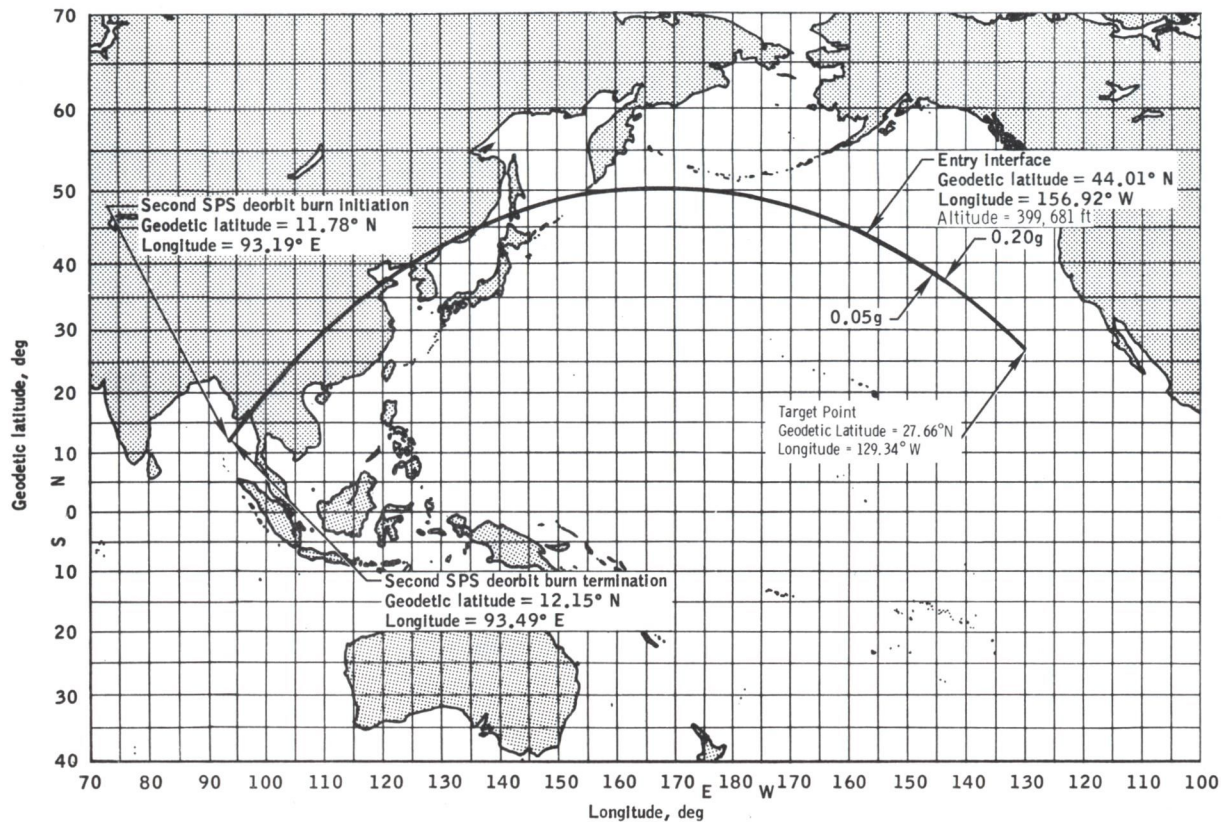 70
60
50
40
30
20
10
N
0
S
10
20
30
40
Geodetic latitude, deg
Second SPS deorbit burn initiation
Geodetic latitude = 11.78° N
Longitude = 93.19° E
Entry interface
Geodetic latitude = 44.01° N
Longitude = 156.92° W
Altitude = 399,681 ft
0.20g
0.05g
Target Point
Geodetic Latitude = 27.66°N
Longitude = 129.34° W
Second SPS deorbit burn termination
Geodetic latitude = 12.15° N
Longitude = 93.49° E
70 80 90 100 110 120 130 140 150 160 170 E 180 W 170 160 150 140 130 120 110 100
Longitude, deg